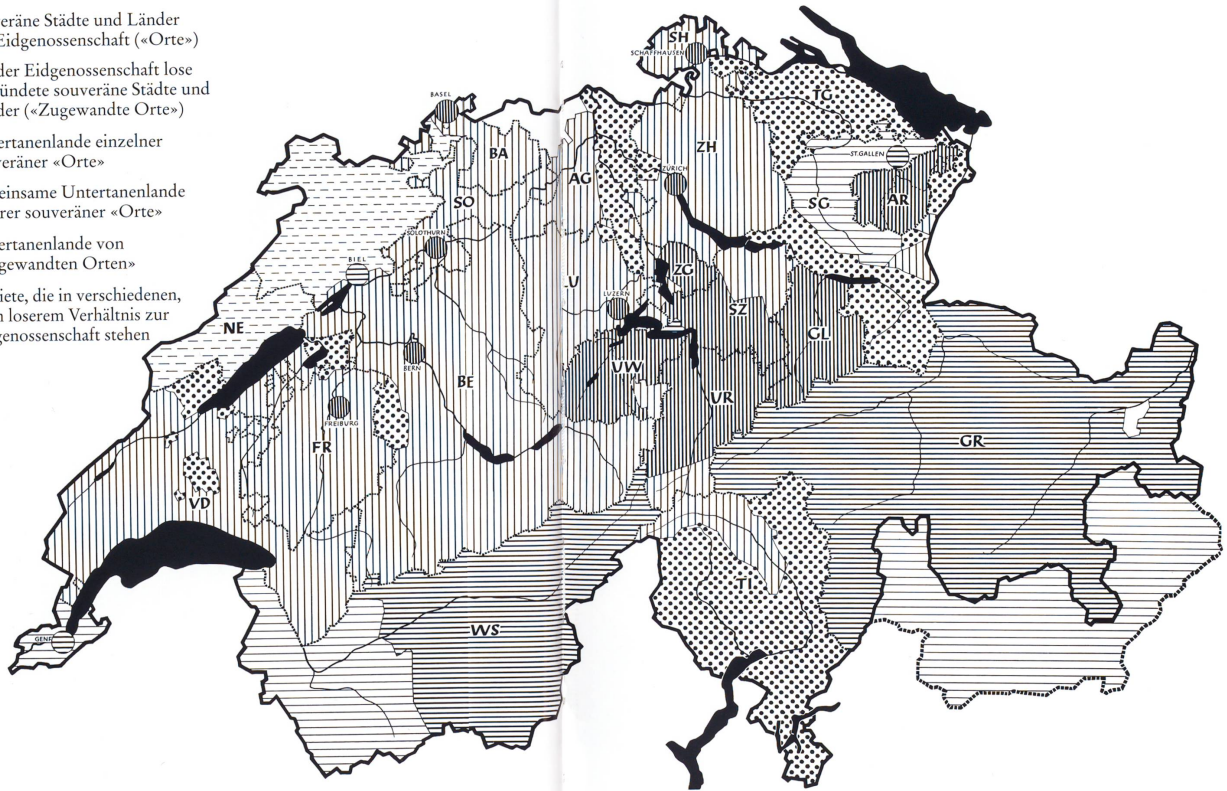 eräne Städte und Länder
Eidgenossenschaft («Orte»)
der Eidgenossenschaft lose
ündete souveräne Städte und
der («Zugewandte Orte»)
ertanenlande einzelner
veräner «Orte»
einsame Untertanenlande
rer souveräner «Orte»
ertanenlande von
gewandten Orten»
iete, die in verschiedenen,
n loserem Verhältnis zur
genossenschaft stehen
SH
SCHAFFHAUSEN
TG
BASEL
BA
ZH
ST.GALLEN
AG
ZÜRICH
SO
SG
AR
SOLOTHURN
BIEL
ZG
U
LUZERN
SZ
NE
GL
BERN
BE
UW
UR
FREIBURG
FR
GR
VD
TI
WS
GENF